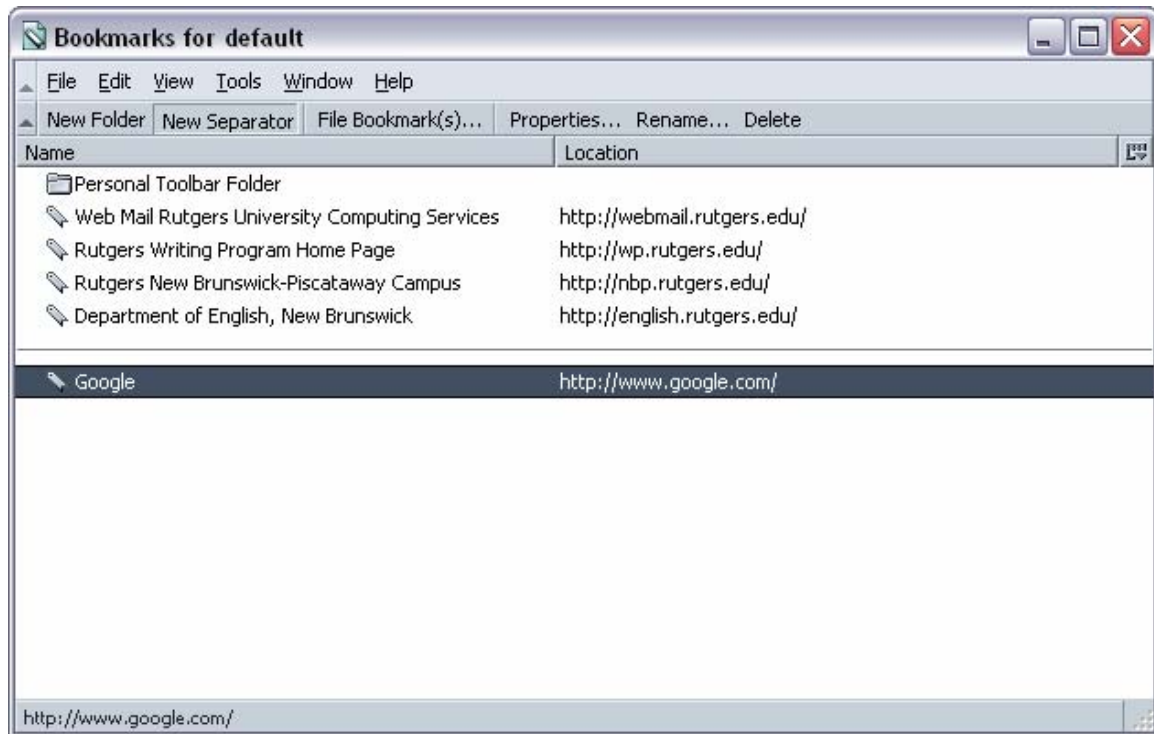 Bookmarks for default
File Edit View Tools Window Help
New Folder New Separator File Bookmark(s)... Properties... Rename... Delete
Name Location
Personal Toolbar Folder
Web Mail Rutgers University Computing Services http://webmail.rutgers.edu/
Rutgers Writing Program Home Page http://wp.rutgers.edu/
Rutgers New Brunswick-Piscataway Campus http://nbp.rutgers.edu/
Department of English, New Brunswick http://english.rutgers.edu/
Google http://www.google.com/
http://www.google.com/